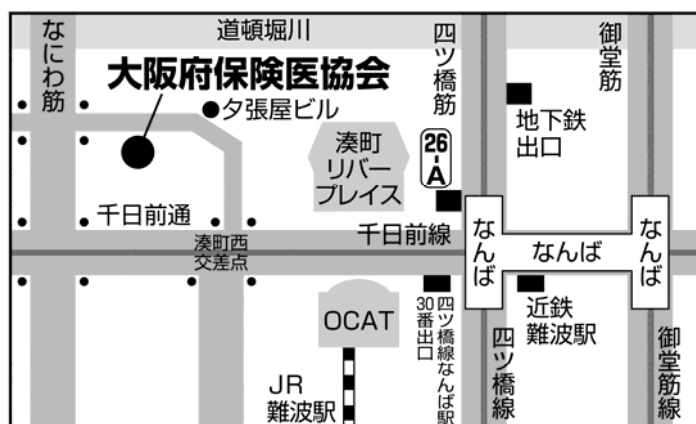 道頓堀川
なにわ筋
四ツ橋筋
御堂筋
大阪府保険医協会
夕張屋ビル
地下鉄
出口
湊町
リバー
プレイス
26-A
千日前通
千日前線
湊町西
交差点
なんば
なんば
なんば
OCAT
四ツ橋線なんば駅
30番出口
近鉄
難波駅
四ツ橋線
御堂筋線
JR
難波駅